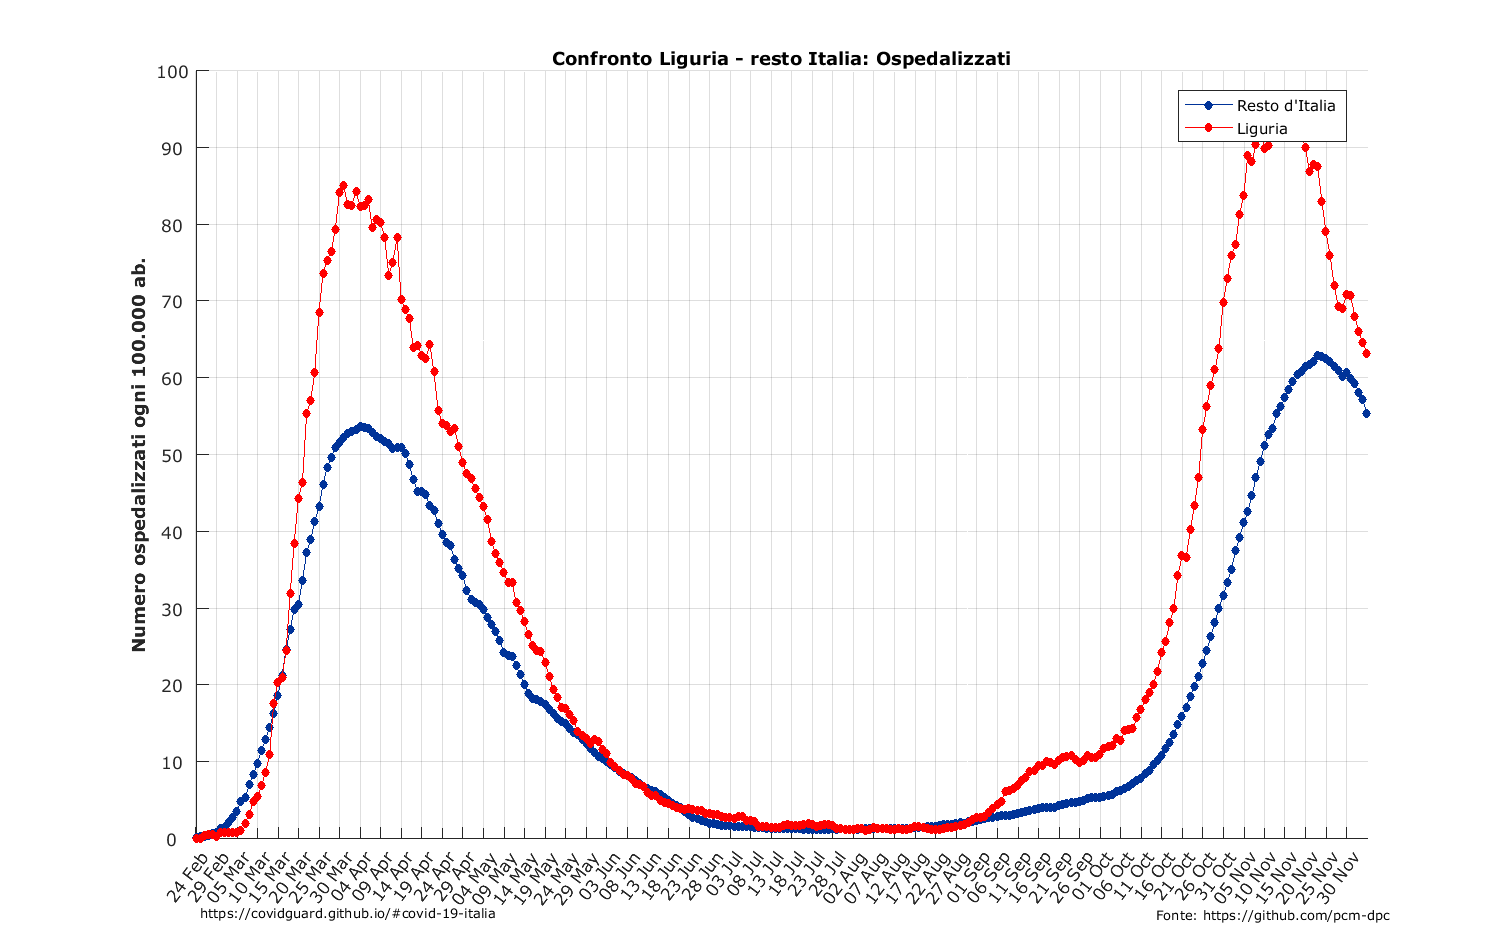 Confronto Liguria - resto Italia: Ospedalizzati
Resto d'Italia
Liguria
Numero ospedalizzati ogni 100.000 ab.
100
90
80
70
60
50
40
30
20
10
0
24 Feb
29 Feb
05 Mar
10 Mar
15 Mar
20 Mar
25 Mar
30 Mar
04 Apr
09 Apr
14 Apr
19 Apr
24 Apr
29 Apr
04 May
09 May
14 May
19 May
24 May
29 May
03 Jun
08 Jun
13 Jun
18 Jun
23 Jun
28 Jun
03 Jul
08 Jul
13 Jul
18 Jul
23 Jul
28 Jul
02 Aug
07 Aug
12 Aug
17 Aug
22 Aug
27 Aug
01 Sep
06 Sep
11 Sep
16 Sep
21 Sep
26 Sep
01 Oct
06 Oct
11 Oct
16 Oct
21 Oct
26 Oct
31 Oct
05 Nov
10 Nov
15 Nov
20 Nov
25 Nov
30 Nov
https://covidguard.github.io/#covid-19-italia
Fonte: https://github.com/pcm-dpc